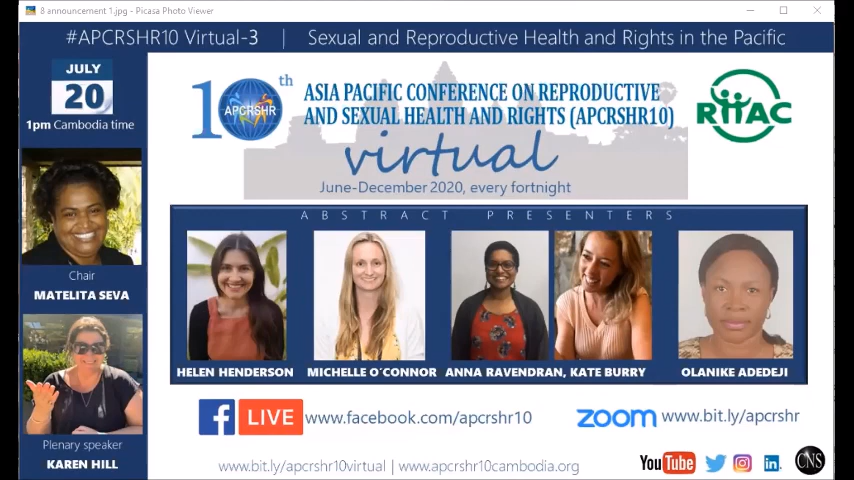 8 announcement 1.jpg - Picasa Photo Viewer
#APCRSHR10 Virtual-3 | Sexual and Reproductive Health and Rights in the Pacific
JULY
20
1pm Cambodia time
Chair
MATELITA SEVA
Plenary speaker
KAREN HILL
10th
APCRSHR
ASIA PACIFIC CONFERENCE ON REPRODUCTIVE
AND SEXUAL HEALTH AND RIGHTS (APCRSHR10)
virtual
June-December 2020, every fortnight
RHAC
ABSTRACT PRESENTERS
HELEN HENDERSON
MICHELLE O'CONNOR
ANNA RAVENDRAN, KATE BURRY
OLANIKE ADEDEJI
f LIVE www.facebook.com/apcrshr10
zoom www.bit.ly/apcrshr
www.bit.ly/apcrshr10virtual | www.apcrshr10cambodia.org
YouTube
in
CNS